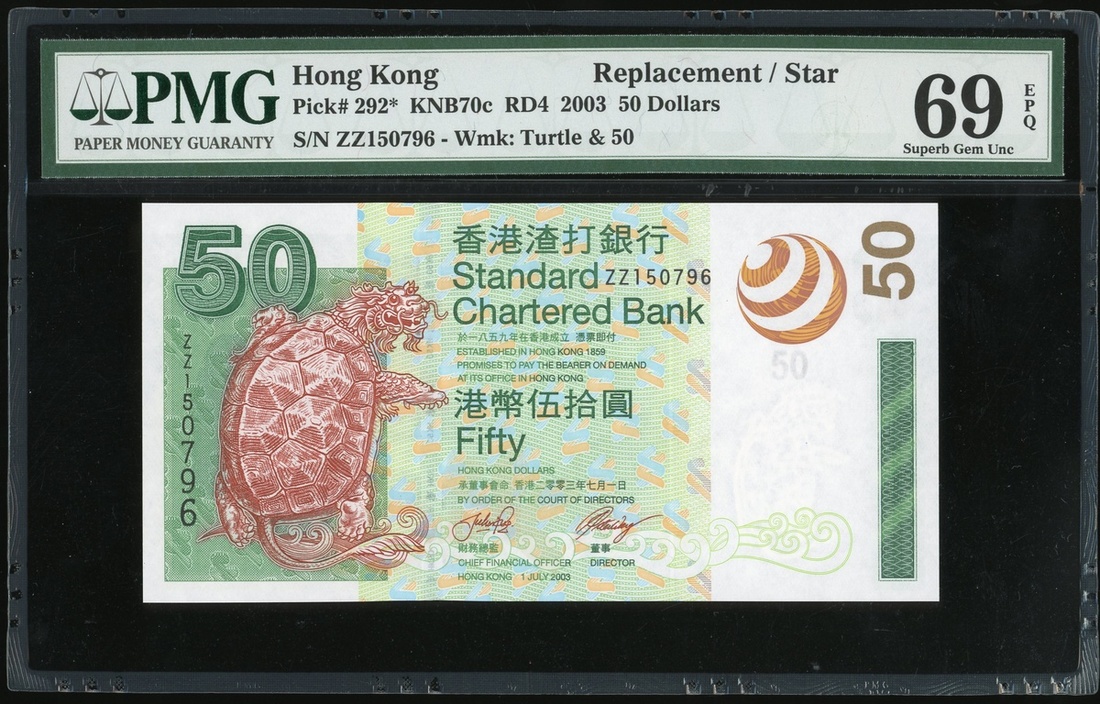 PMG
PAPER MONEY GUARANTY
Hong Kong
Replacement / Star
Pick# 292* KNB70c RD4 2003 50 Dollars
S/N ZZ150796 - Wmk: Turtle & 50
69
EPQ
Superb Gem Unc
50
香港渣打銀行
Standard
ZZ150796
Chartered Bank
於一八五九年在香港成立 憑票即付
ESTABLISHED IN HONG KONG 1859
PROMISES TO PAY THE BEARER ON DEMAND
AT ITS OFFICE IN HONG KONG
港幣伍拾圓
Fifty
HONG KONG DOLLARS
承董事會命 香港二零零三年七月一日
BY ORDER OF THE COURT OF DIRECTORS
財務總監
董事
CHIEF FINANCIAL OFFICER
DIRECTOR
HONG KONG 1 JULY 2003
ZZ150796
50
50
PMG